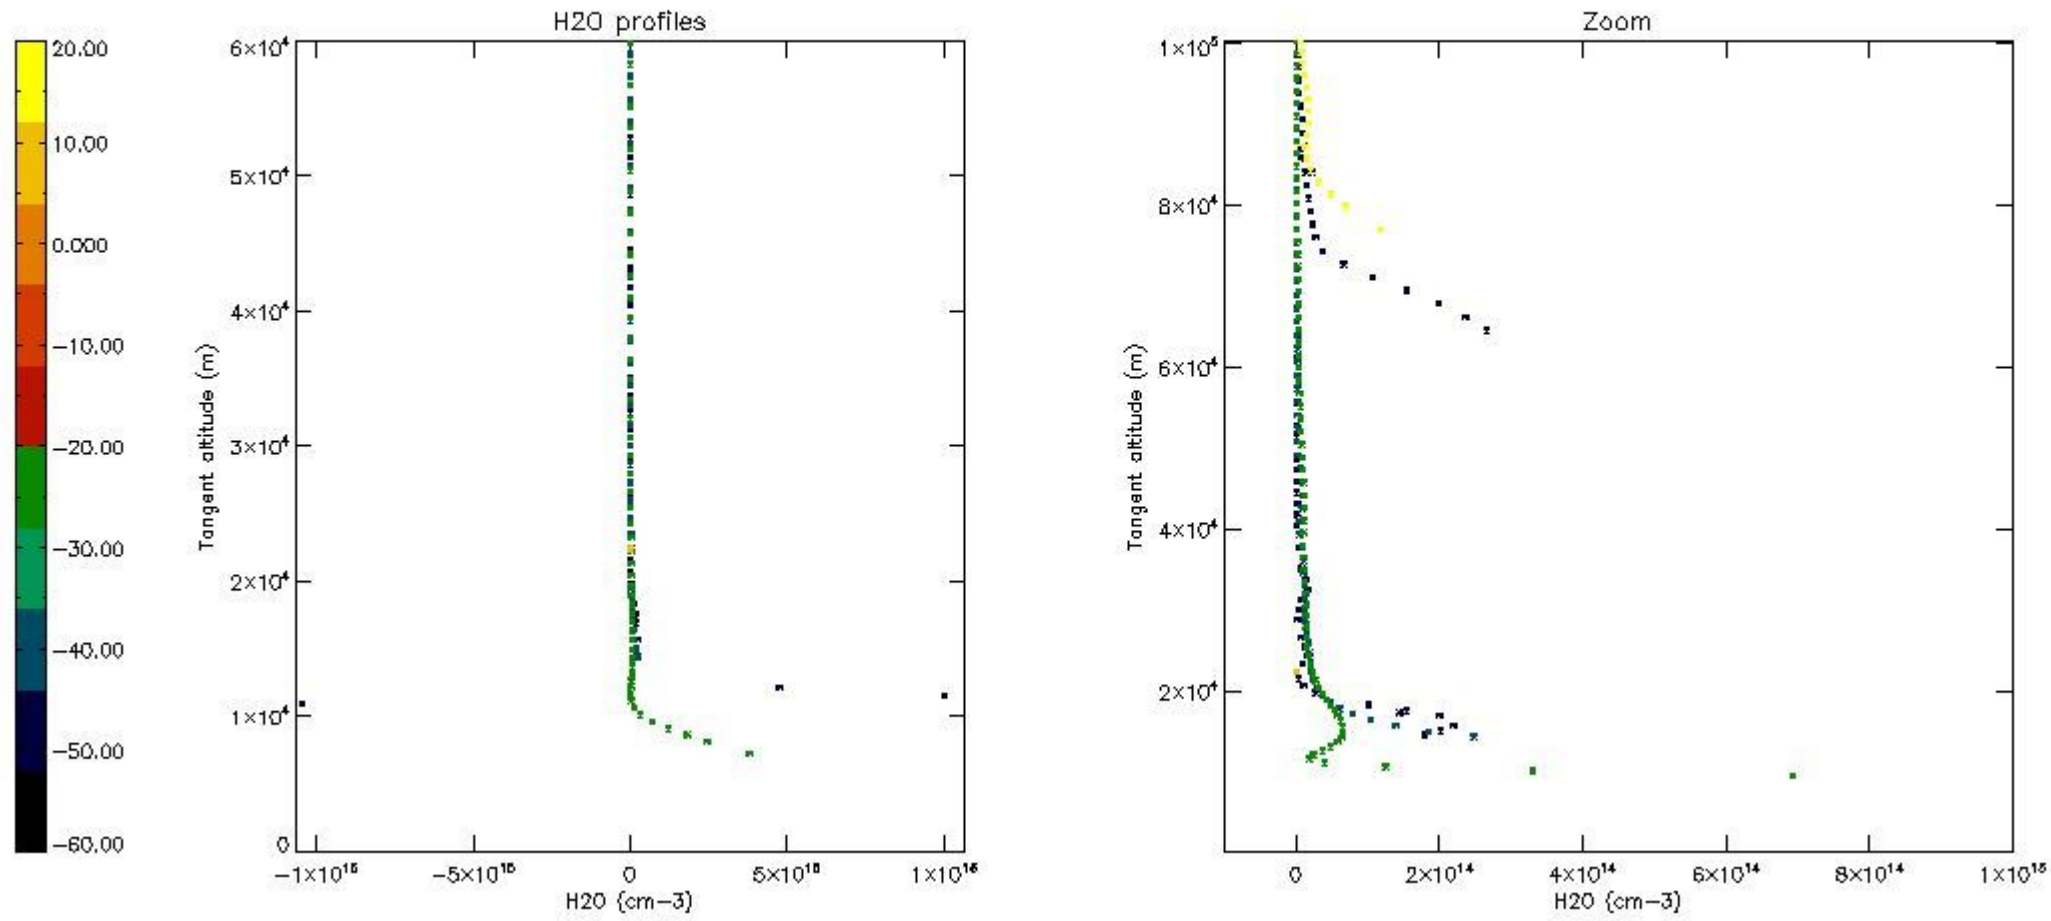 H2O profiles
20.00
10.00
0.000
−10.00
−20.00
−30.00
−40.00
−50.00
−60.00
Tangent altitude (m)
6×10⁴
5×10⁴
4×10⁴
3×10⁴
2×10⁴
1×10⁴
0
−1×10¹⁶ −5×10¹⁵ 0 5×10¹⁵ 1×10¹⁶
H2O (cm−3)
Zoom
Tangent altitude (m)
1×10⁵
8×10⁴
6×10⁴
4×10⁴
2×10⁴
0 2×10¹⁴ 4×10¹⁴ 6×10¹⁴ 8×10¹⁴ 1×10¹⁵
H2O (cm−3)